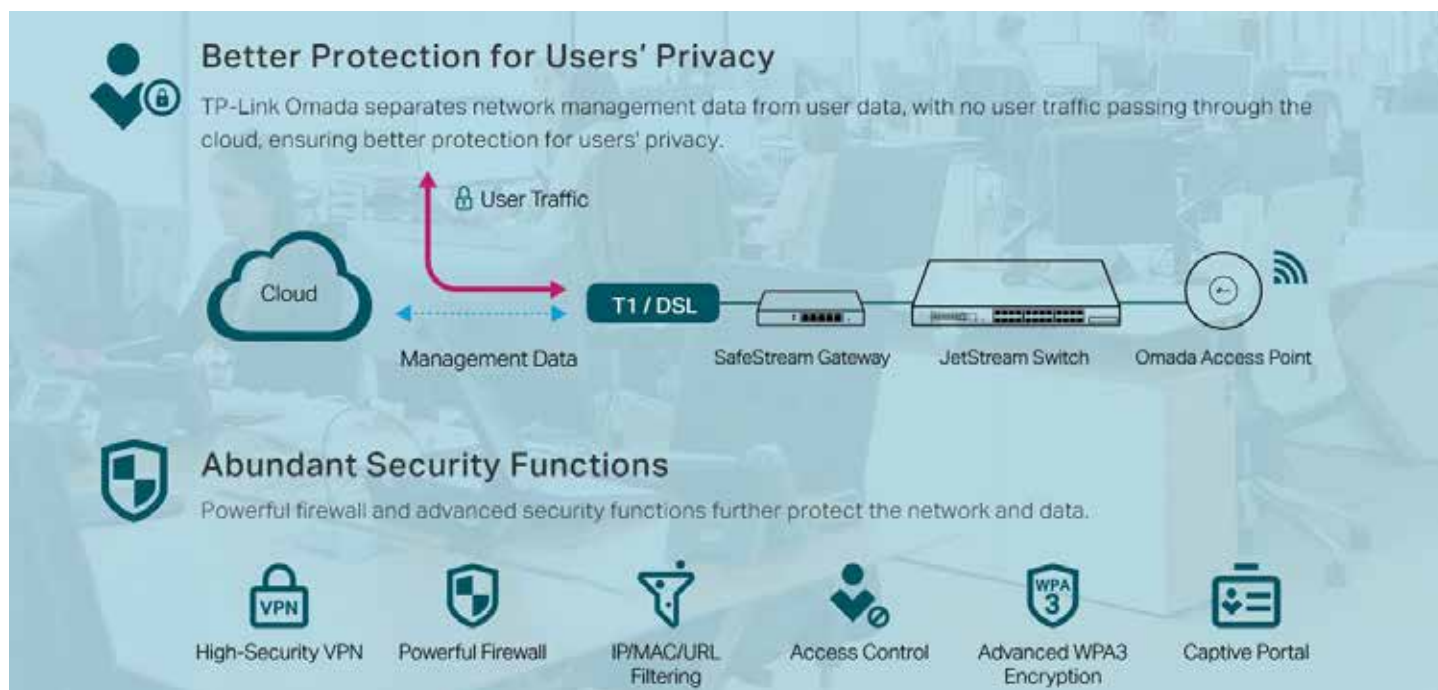 Better Protection for Users' Privacy
TP-Link Omada separates network management data from user data, with no user traffic passing through the
cloud, ensuring better protection for users' privacy.
User Traffic
Cloud
T1 / DSL
Management Data
SafeStream Gateway
JetStream Switch
Omada Access Point
Abundant Security Functions
Powerful firewall and advanced security functions further protect the network and data.
VPN
WPA
3
High-Security VPN
Powerful Firewall
IP/MAC/URL
Filtering
Access Control
Advanced WPA3
Encryption
Captive Portal